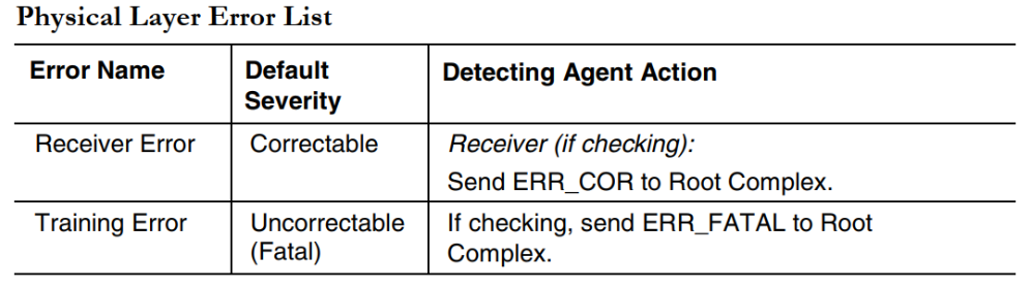 Physical Layer Error List
Error Name
Default
Severity
Detecting Agent Action
Receiver Error
Correctable
Receiver (if checking):
Send ERR_COR to Root Complex.
Training Error
Uncorrectable
(Fatal)
If checking, send ERR_FATAL to Root
Complex.